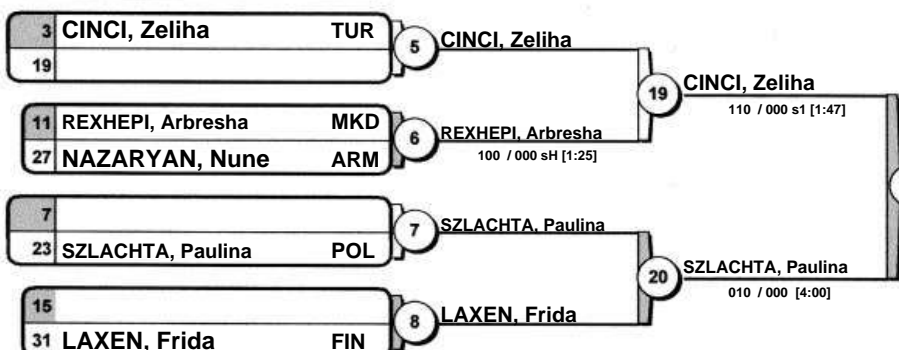 3 CINCI, Zeliha TUR
19
5
CINCI, Zeliha
11 REXHEPI, Arbresha MKD
27 NAZARYAN, Nune ARM
6
REXHEPI, Arbresha
100 / 000 sH [1:25]
19
CINCI, Zeliha
110 / 000 s1 [1:47]
7
23 SZLACHTA, Paulina POL
7
SZLACHTA, Paulina
15
31 LAXEN, Frida FIN
8
LAXEN, Frida
20
SZLACHTA, Paulina
010 / 000 [4:00]